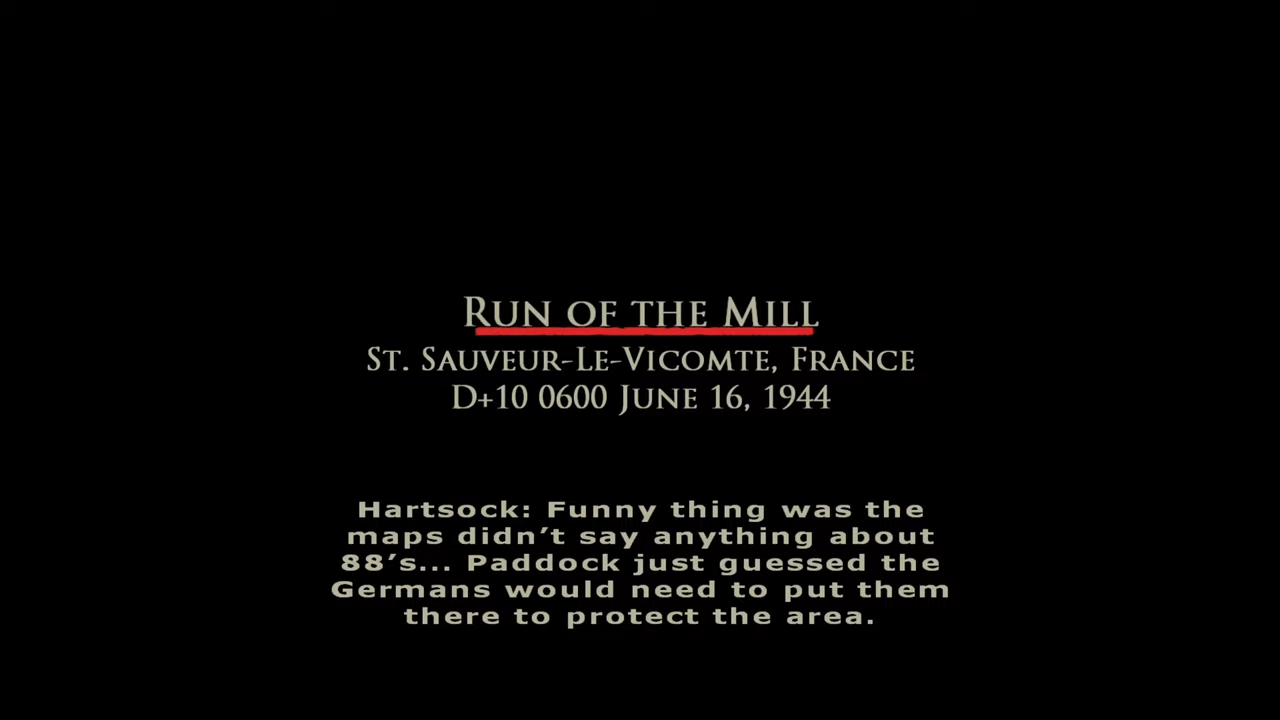 Run of the Mill
St. Sauveur-Le-Vicomte, France
D+10 0600 June 16, 1944
Hartsock: Funny thing was the
maps didn’t say anything about
88’s... Paddock just guessed the
Germans would need to put them
there to protect the area.